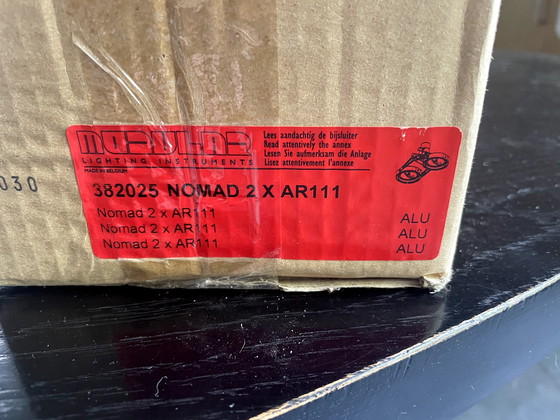 MODULAR
LIGHTING INSTRUMENTS
MADE IN BELGIUM
Lees aandachtig de bijsluiter
Read attentively the annex
Lesen Sie aufmerksam die Anlage
Lisez attentivement l'annexe
030
382025 NOMAD 2 X AR111
Nomad 2 x AR111 ALU
Nomad 2 x AR111 ALU
Nomad 2 x AR111 ALU